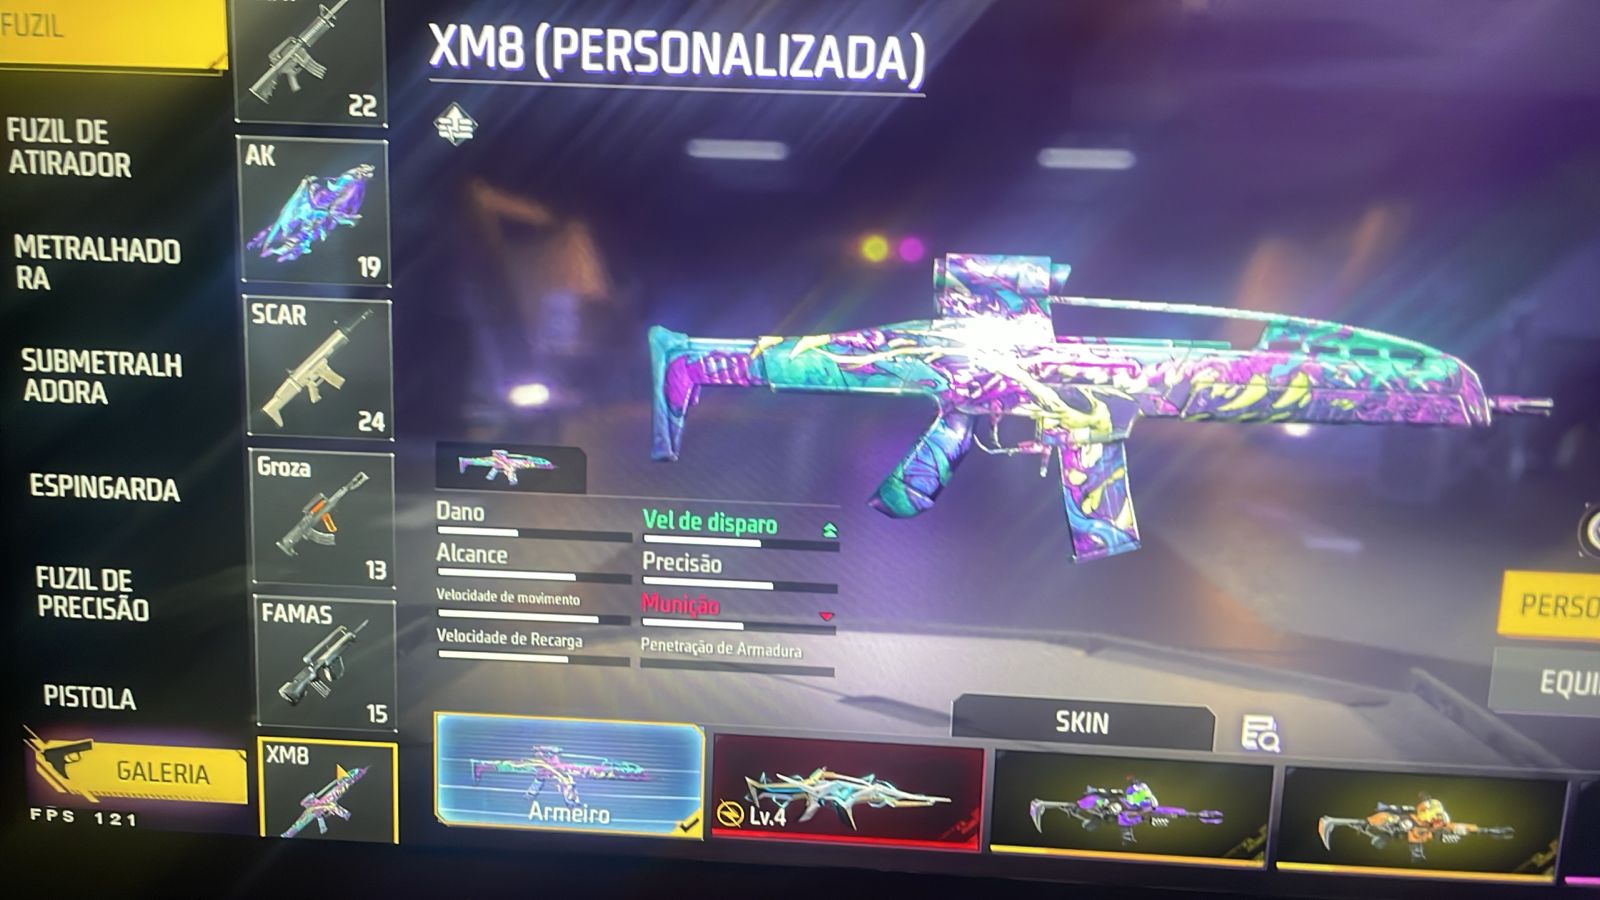 FUZIL
FUZIL DE
ATIRADOR
METRALHADO
RA
SUBMETRALH
ADORA
ESPINGARDA
FUZIL DE
PRECISÃO
PISTOLA
GALERIA
FPS 121
22
AK
19
SCAR
24
Groza
13
FAMAS
15
XM8
XM8 (PERSONALIZADA)
Dano
Alcance
Velocidade de movimento
Velocidade de Recarga
Vel de disparo
Precisão
Munição
Penetração de Armadura
PERSO
EQUI
SKIN
Armeiro
Lv.4